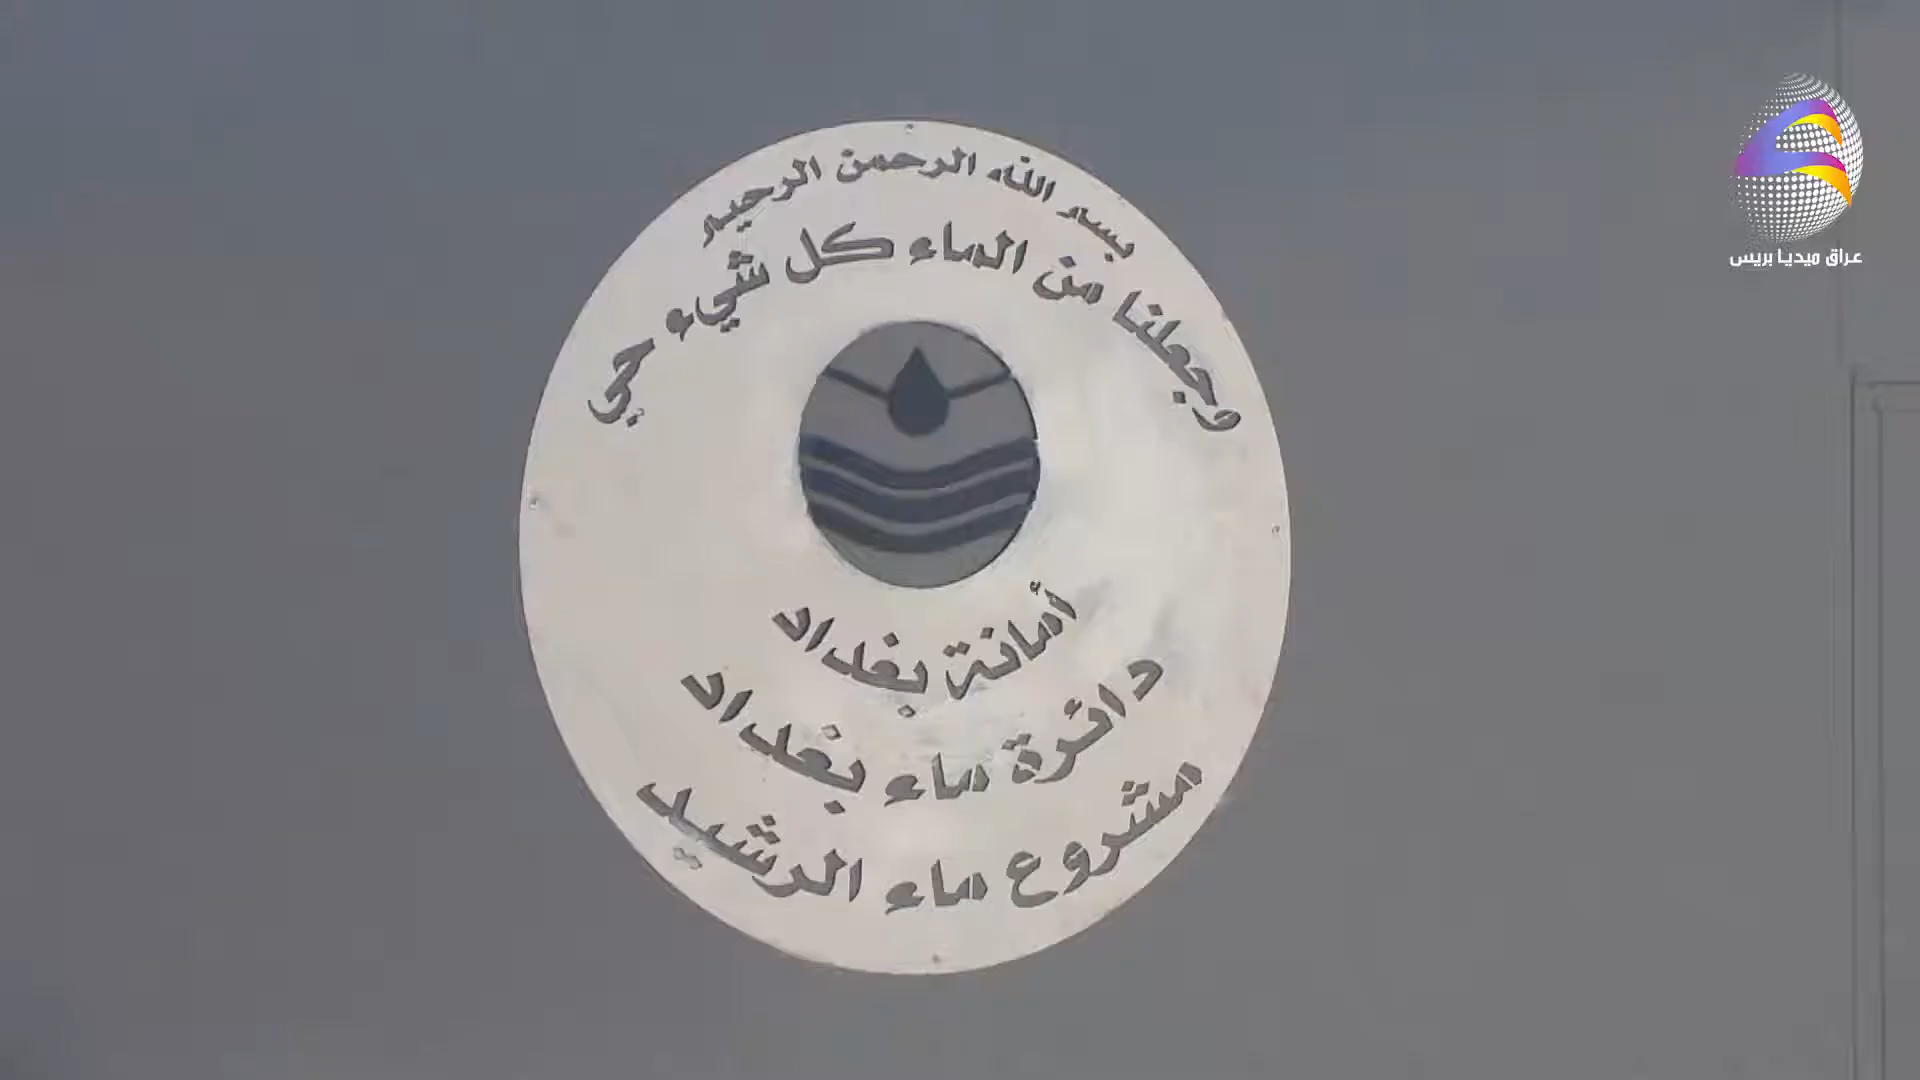 بسم الله الرحمن الرحيم
وجعلنا من الماء كل شيء حي
أمانة بغداد
دائرة ماء بغداد
مشروع ماء الرشيد
عراق ميديا بريس